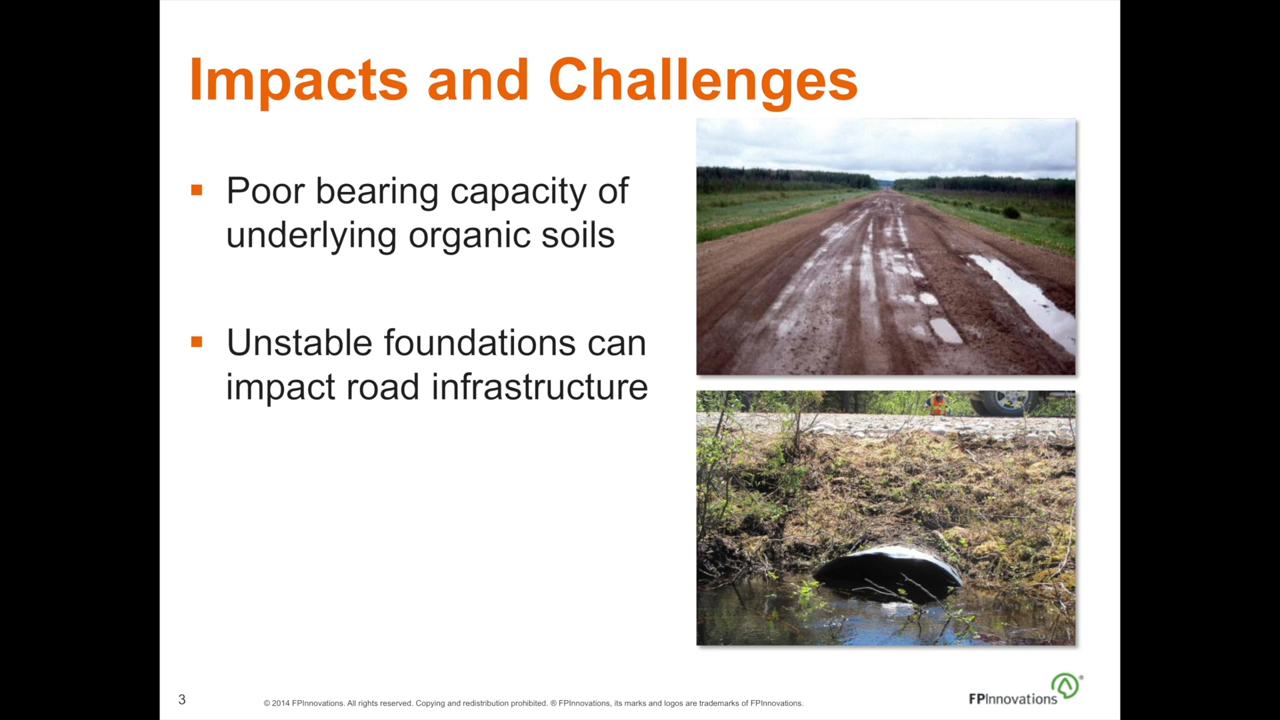 Impacts and Challenges
▪ Poor bearing capacity of
underlying organic soils
▪ Unstable foundations can
impact road infrastructure
3
© 2014 FPInnovations. All rights reserved. Copying and redistribution prohibited. ® FPInnovations, its marks and logos are trademarks of FPInnovations.
FPInnovations®